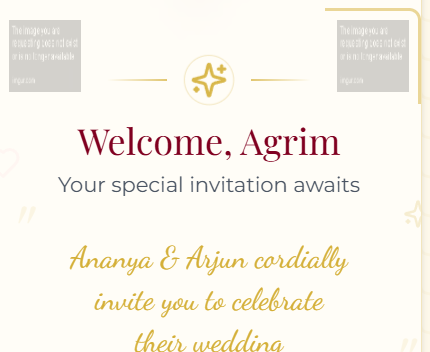 The image you are
requesting does not exist
or is no longer available.
imgur.com
The image you are
requesting does not exist
or is no longer available.
imgur.com
Welcome, Agrim
Your special invitation awaits
"
Ananya & Arjun cordially
invite you to celebrate
their wedding
"